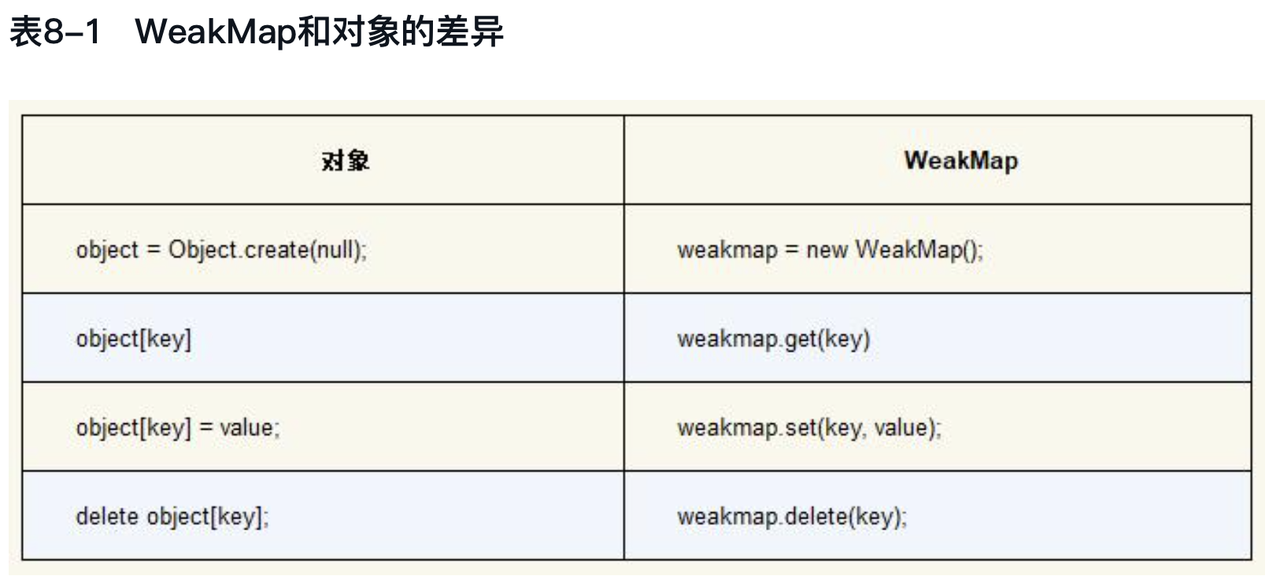 表8–1 WeakMap和对象的差异
对象 WeakMap
object = Object.create(null); weakmap = new WeakMap();
object[key] weakmap.get(key)
object[key] = value; weakmap.set(key, value);
delete object[key]; weakmap.delete(key);